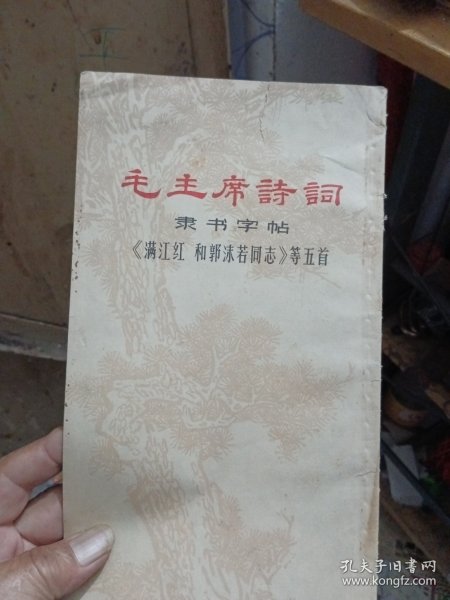 毛主席詩詞
隶书字帖
《满江红 和郭沫若同志》等五首
孔夫子旧书网
www.kongfz.com